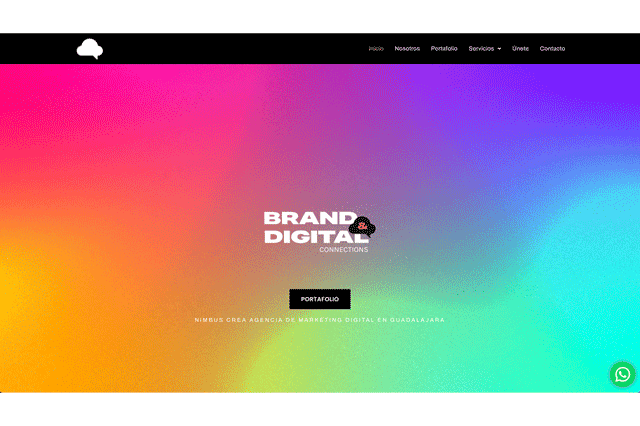 Inicio Nosotros Portafolio Servicios Únete Contacto
BRAND
&
DIGITAL
CONNECTIONS
PORTAFOLIO
NIMBUS CREA AGENCIA DE MARKETING DIGITAL EN GUADALAJARA